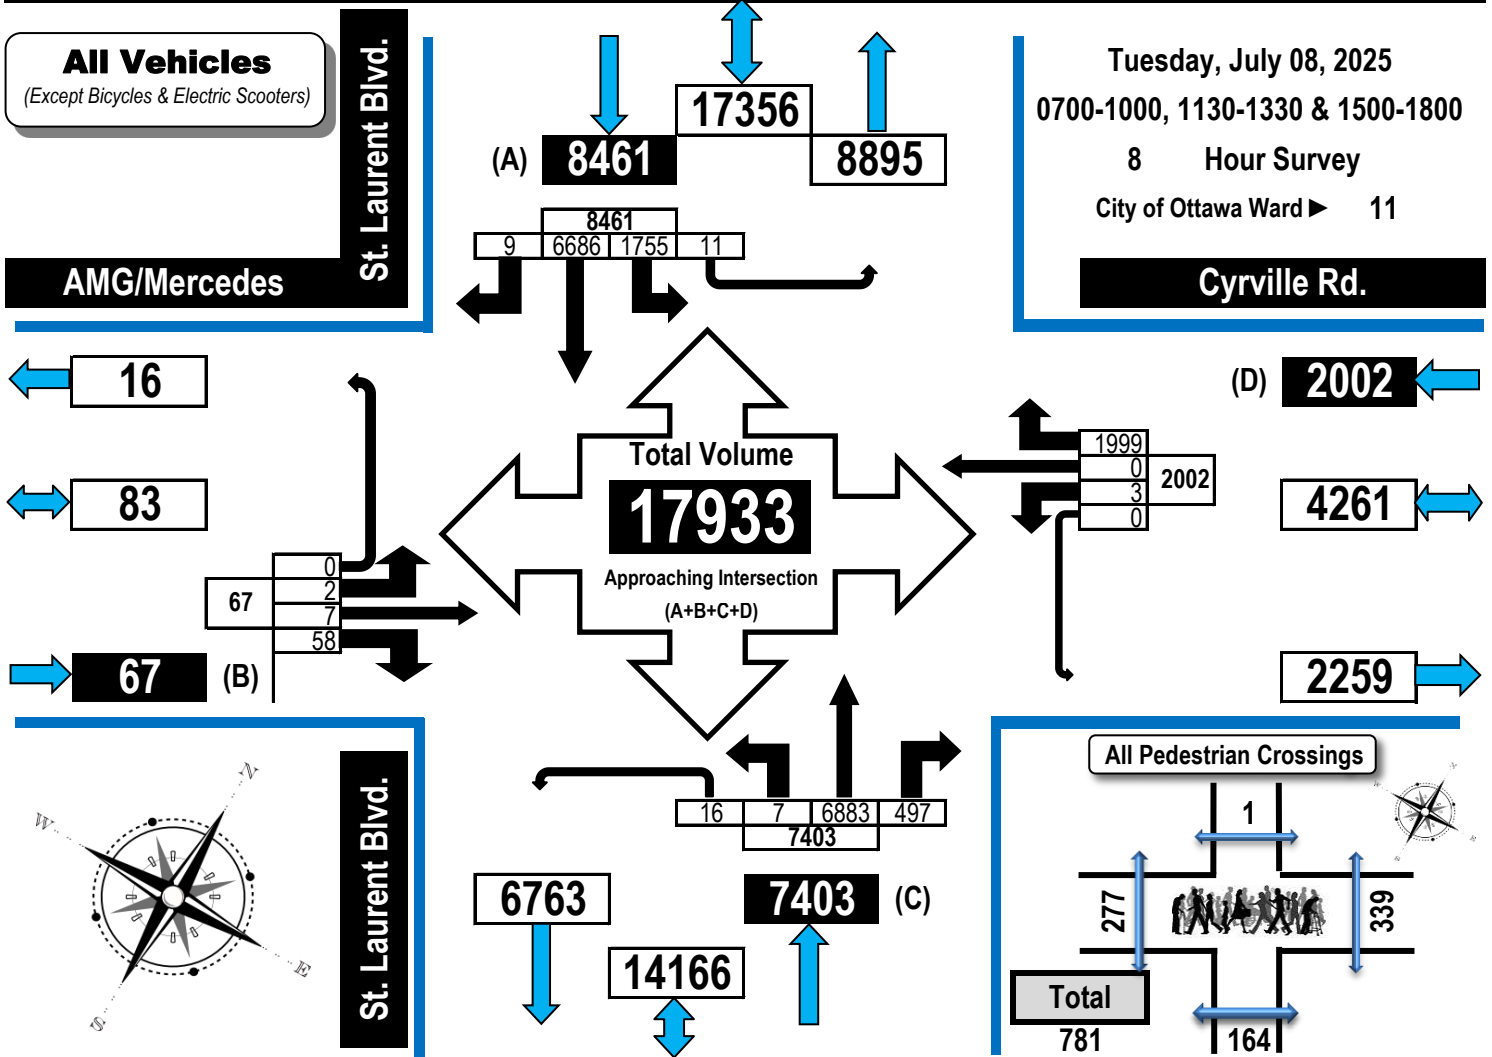 All Vehicles
(Except Bicycles & Electric Scooters)
St. Laurent Blvd.
AMG/Mercedes
17356
(A)
8461
8895
8461
9 6686 1755 11
Tuesday, July 08, 2025
0700-1000, 1130-1330 & 1500-1800
8 Hour Survey
City of Ottawa Ward ► 11
Cyrville Rd.
16
83
0
2
67
7
58
67
(B)
Total Volume
17933
Approaching Intersection
(A+B+C+D)
(D)
2002
1999
0
2002
3
0
4261
2259
16 7 6883 497
7403
6763
7403
(C)
14166
St. Laurent Blvd.
N
W
E
S
All Pedestrian Crossings
1
277
339
Total
781
164